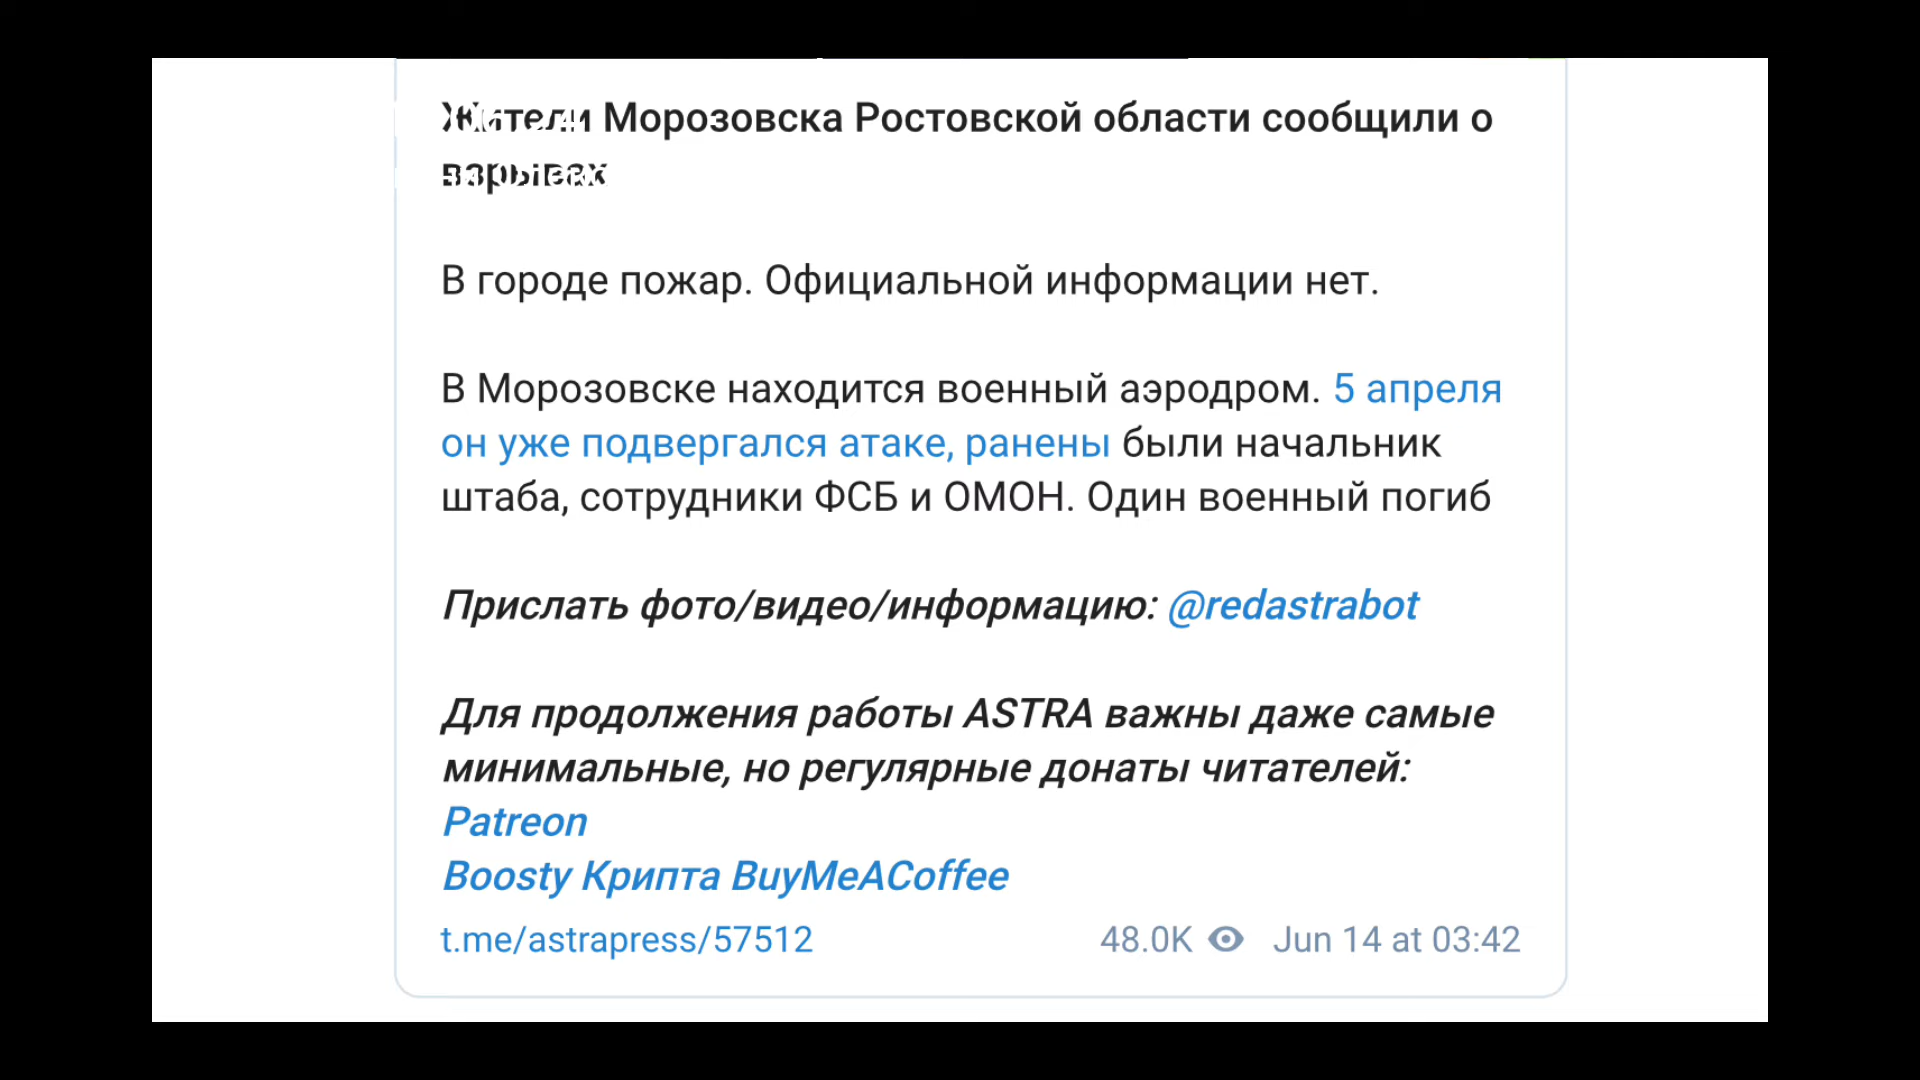 Жители Морозовска Ростовской области сообщили о
взрывах
В городе пожар. Официальной информации нет.
В Морозовске находится военный аэродром. 5 апреля
он уже подвергался атаке, ранены были начальник
штаба, сотрудники ФСБ и ОМОН. Один военный погиб
Прислать фото/видео/информацию: @redastrabot
Для продолжения работы ASTRA важны даже самые
минимальные, но регулярные донаты читателей:
Patreon
Boosty Крипта BuyMeACoffee
t.me/astrapress/57512 48.0K Jun 14 at 03:42